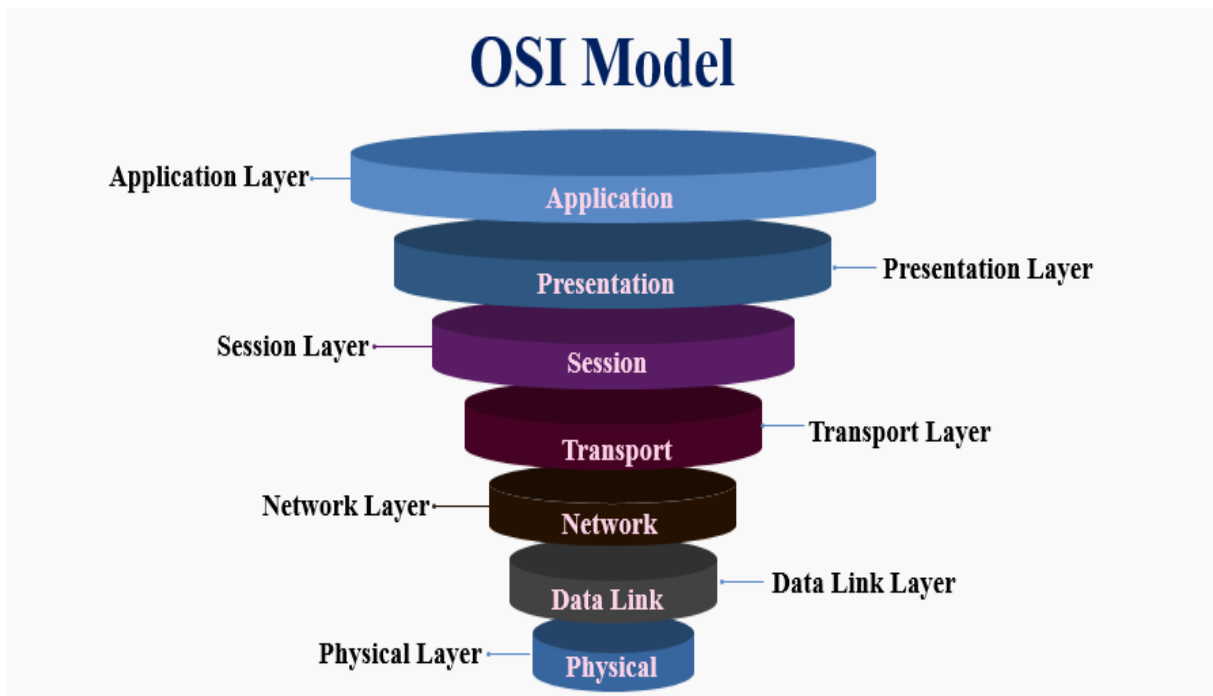 OSI Model
Application Layer
Application
Presentation Layer
Presentation
Session Layer
Session
Transport Layer
Transport
Network Layer
Network
Data Link Layer
Data Link
Physical Layer
Physical